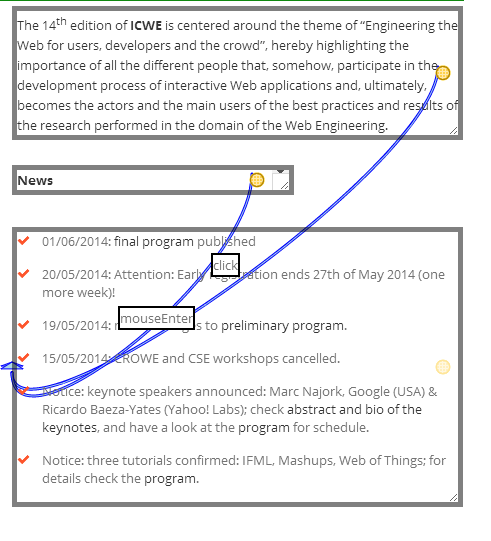 The 14th edition of ICWE is centered around the theme of “Engineering the
Web for users, developers and the crowd”, hereby highlighting the
importance of all the different people that, somehow, participate in the
development process of interactive Web applications and, ultimately,
becomes the actors and the main users of the best practices and results of
the research performed in the domain of the Web Engineering.
News
01/06/2014: final program published
click
20/05/2014: Attention: Early registration ends 27th of May 2014 (one
more week)!
mouseEnter
19/05/2014: to preliminary program.
15/05/2014: CROWE and CSE workshops cancelled.
Notice: keynote speakers announced: Marc Najork, Google (USA) &
Ricardo Baeza-Yates (Yahoo! Labs); check abstract and bio of the
keynotes, and have a look at the program for schedule.
Notice: three tutorials confirmed: IFML, Mashups, Web of Things; for
details check the program.